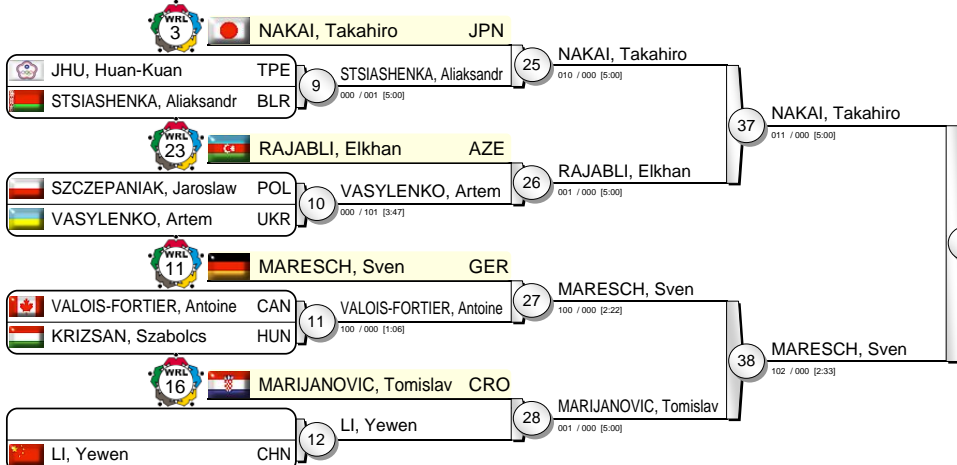 WRL
3
NAKAI, Takahiro JPN
JHU, Huan-Kuan TPE
STSIASHENKA, Aliaksandr BLR
9
STSIASHENKA, Aliaksandr
000 / 001 [5:00]
25
NAKAI, Takahiro
010 / 000 [5:00]
WRL
23
RAJABLI, Elkhan AZE
SZCZEPANIAK, Jaroslaw POL
VASYLENKO, Artem UKR
10
VASYLENKO, Artem
000 / 101 [3:47]
26
RAJABLI, Elkhan
001 / 000 [5:00]
37
NAKAI, Takahiro
011 / 000 [5:00]
WRL
11
MARESCH, Sven GER
VALOIS-FORTIER, Antoine CAN
KRIZSAN, Szabolcs HUN
11
VALOIS-FORTIER, Antoine
100 / 000 [1:06]
27
MARESCH, Sven
100 / 000 [2:22]
WRL
16
MARIJANOVIC, Tomislav CRO
LI, Yewen CHN
12
LI, Yewen
28
MARIJANOVIC, Tomislav
001 / 000 [5:00]
38
MARESCH, Sven
102 / 000 [2:33]